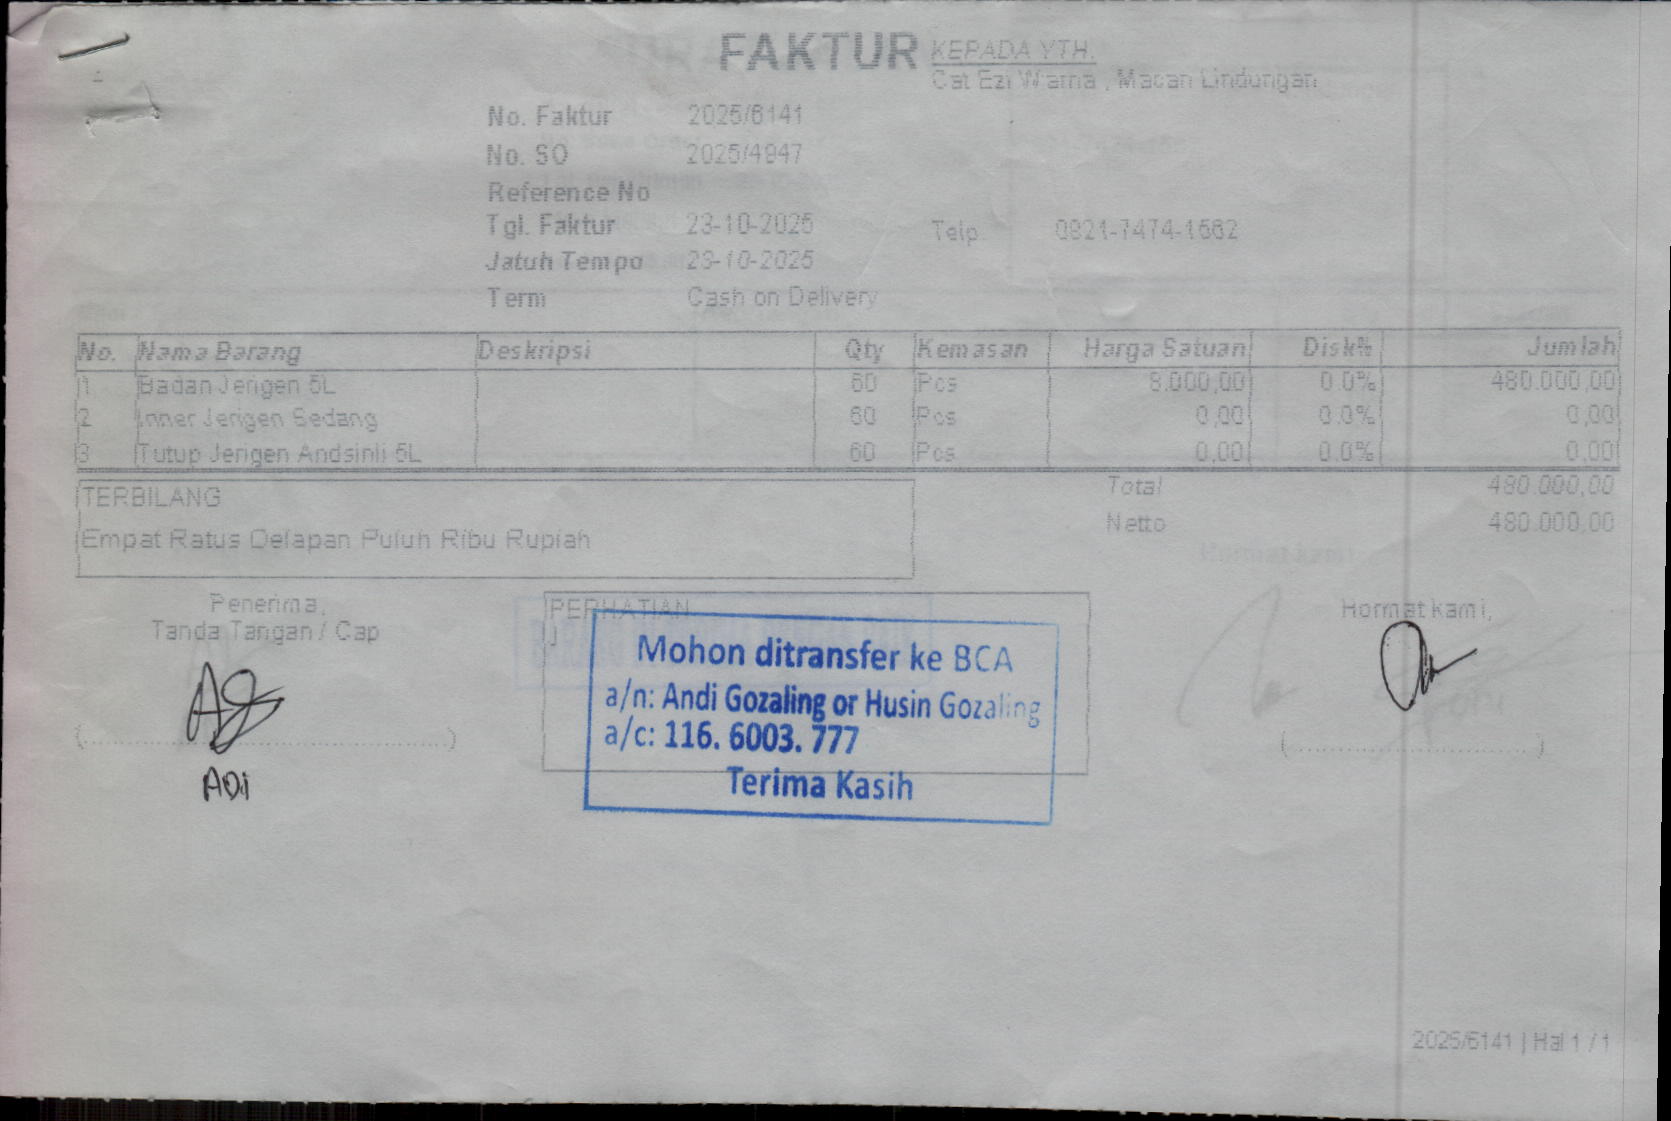 FAKTUR
KEPADA YTH.
Cat Ezi Warna , Macan Lindungan
No. Faktur 2025/6141
No. SO 2025/4947
Reference No
Tgl. Faktur 23-10-2025
Telp. 0821-7474-1562
Jatuh Tempo 23-10-2025
Term Cash on Delivery
No. Nama Barang Deskripsi Qty Kemasan Harga Satuan Disk% Jumlah
1 Badan Jerigen 5L 60 Pcs 8.000,00 0.0% 480.000,00
2 Inner Jerigen Sedang 60 Pcs 0,00 0.0% 0,00
3 Tutup Jerigen Andsinli 5L 60 Pcs 0,00 0.0% 0,00
TERBILANG
Empat Ratus Delapan Puluh Ribu Rupiah
Total 480.000,00
Netto 480.000,00
Penerima,
Tanda Tangan / Cap
(..............................)
ADi
PERHATIAN
Mohon ditransfer ke BCA
a/n: Andi Gozaling or Husin Gozaling
a/c: 116. 6003. 777
Terima Kasih
Hormat kami,
(..............................)
2025/6141 | Hal 1 / 1